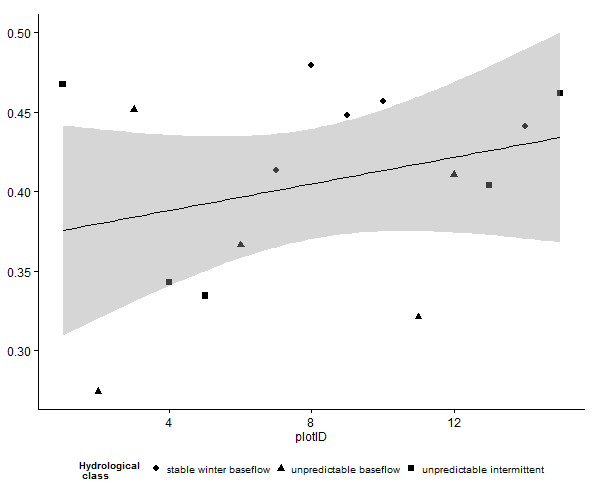 0.50
0.45
0.40
0.35
0.30
4 8 12
plotID
Hydrological class stable winter baseflow unpredictable baseflow unpredictable intermittent